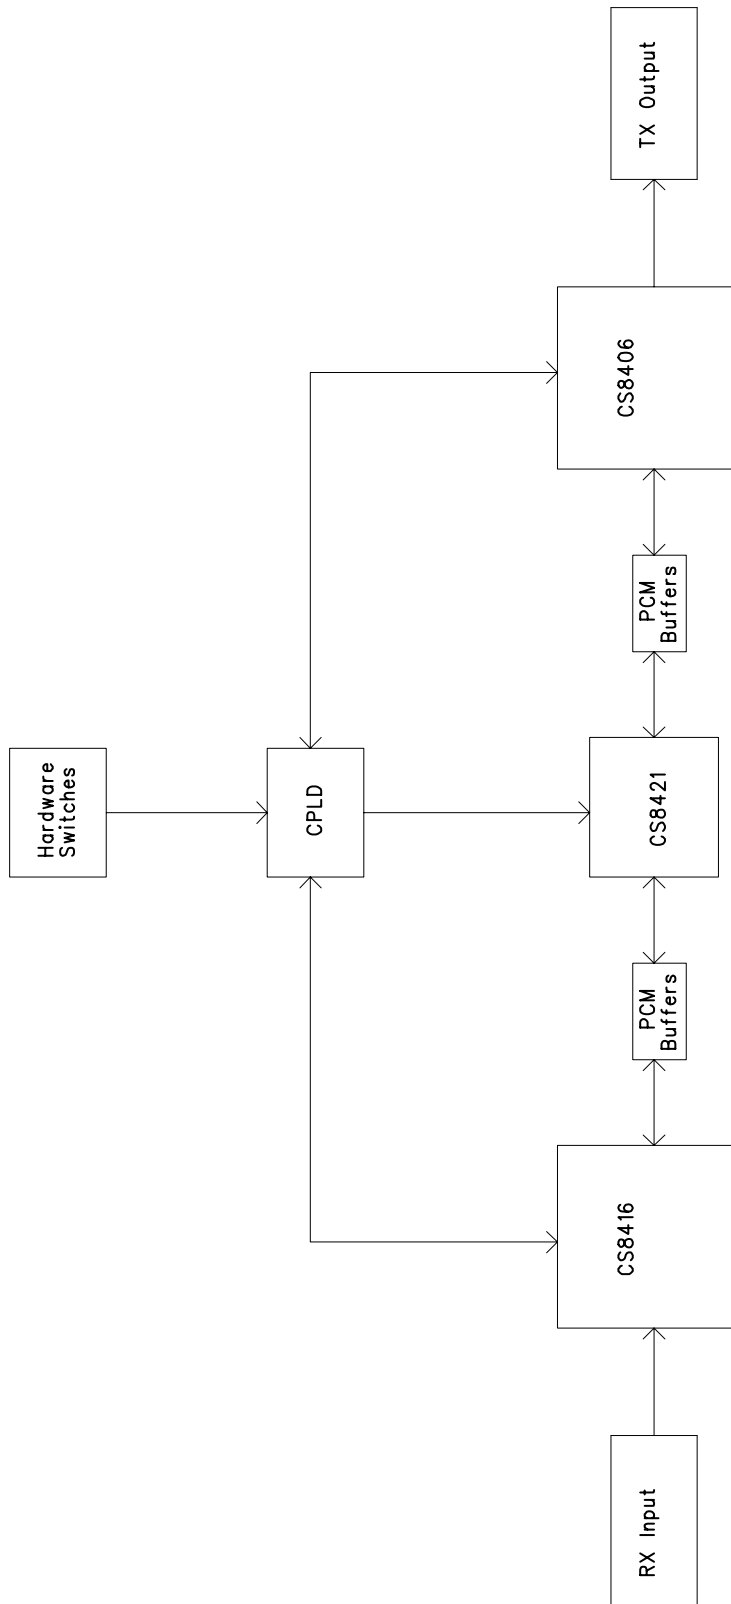 Hardware
Switches
CPLD
RX Input
CS8416
PCM
Buffers
CS8421
PCM
Buffers
CS8406
TX Output